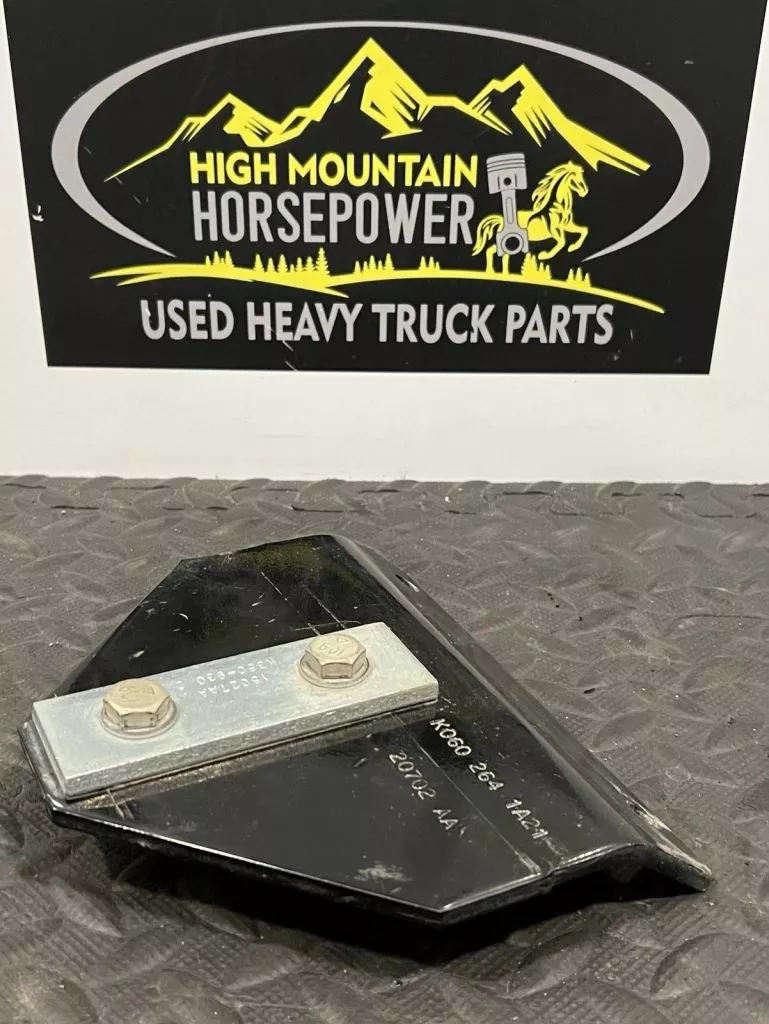 HIGH MOUNTAIN
HORSEPOWER
USED HEAVY TRUCK PARTS
K060 264 1A21
20702 AA